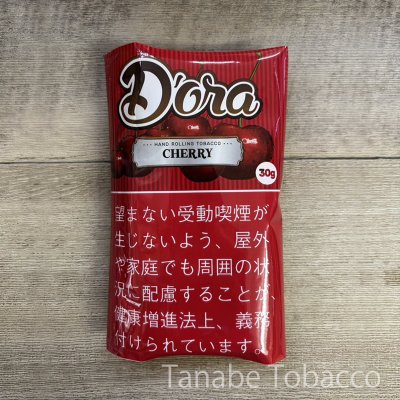 D'ora
HAND ROLLING TOBACCO
CHERRY
30g
望まない受動喫煙が
生じないよう、屋外
や家庭でも周囲の状
況に配慮することが、
健康増進法上、義務
付けられています。
Tanabe Tobacco